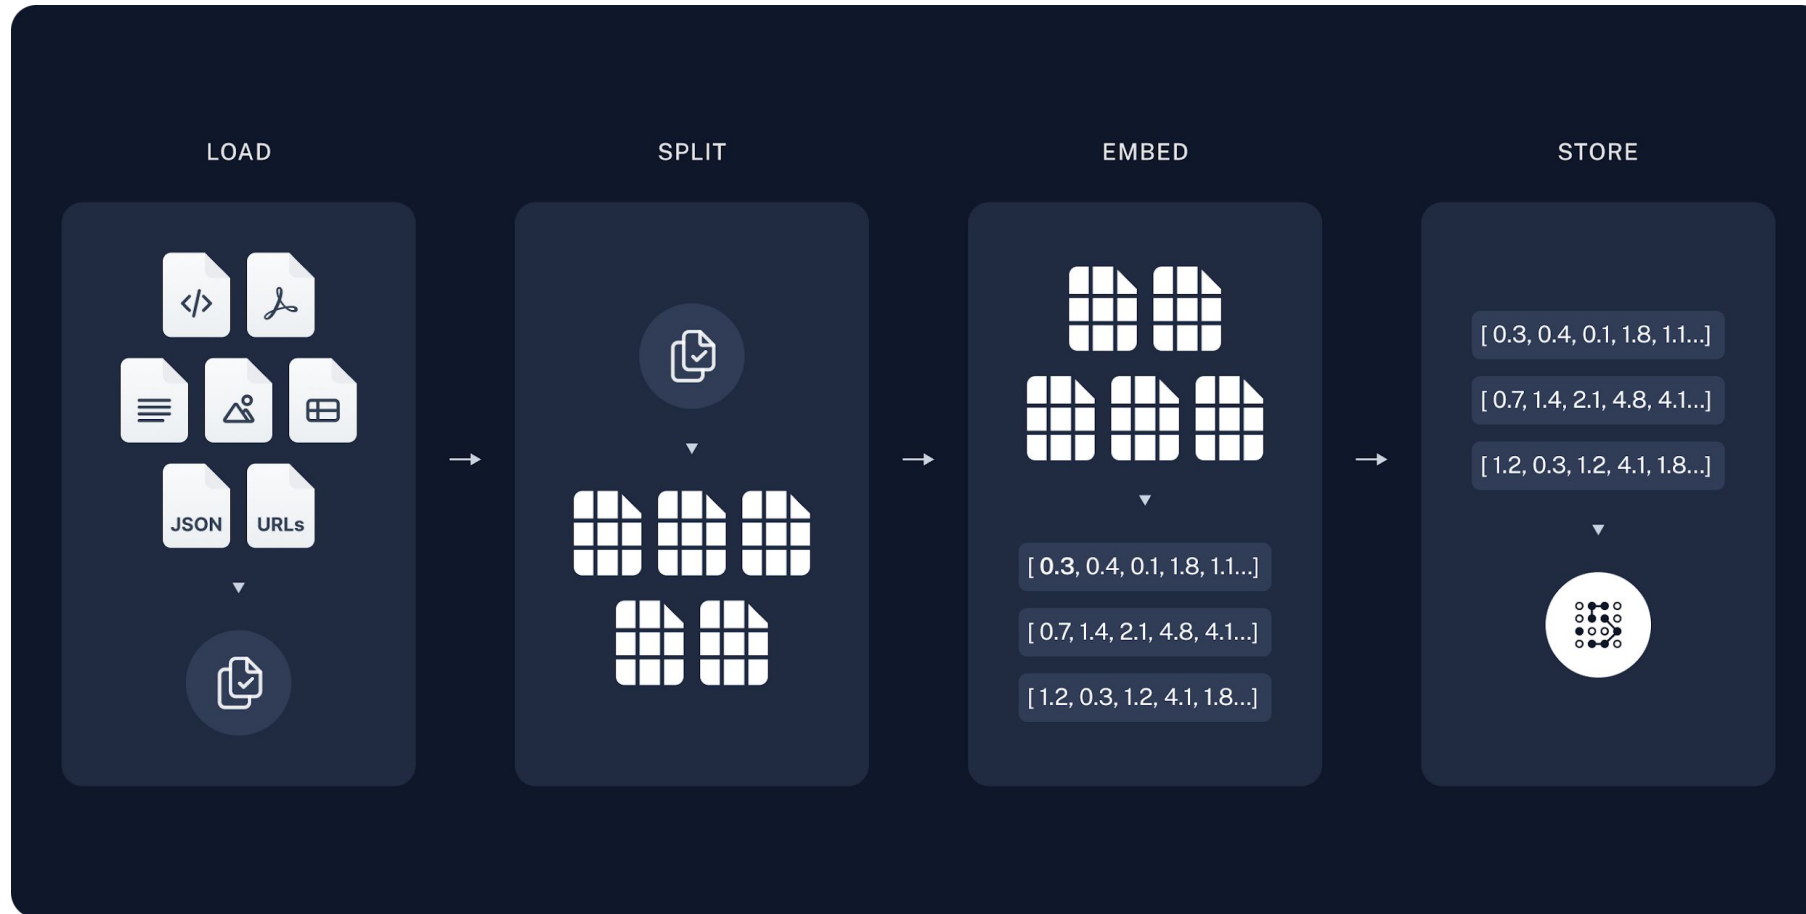 LOAD
SPLIT
EMBED
STORE
</>
JSON
URLs
[ 0.3, 0.4, 0.1, 1.8, 1.1...]
[ 0.7, 1.4, 2.1, 4.8, 4.1...]
[ 1.2, 0.3, 1.2, 4.1, 1.8...]
[ 0.3, 0.4, 0.1, 1.8, 1.1...]
[ 0.7, 1.4, 2.1, 4.8, 4.1...]
[ 1.2, 0.3, 1.2, 4.1, 1.8...]